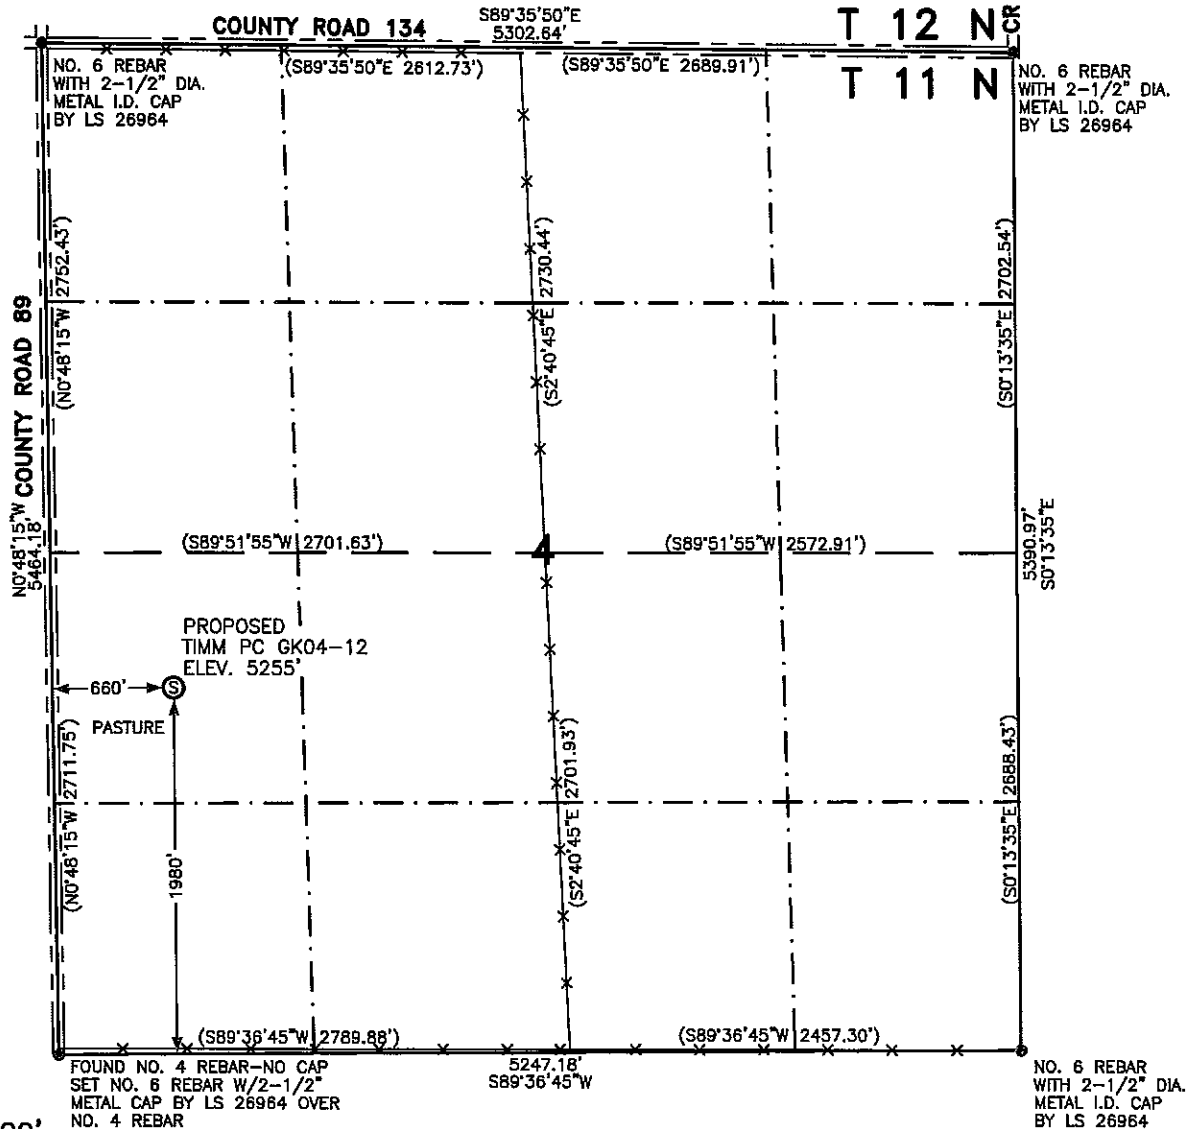 COUNTY ROAD 134
S89°35'50"E
5302.64'
T 12 N
CR
(S89°35'50"E 2612.73')
(S89°35'50"E 2689.91')
T 11 N
NO. 6 REBAR
WITH 2-1/2" DIA.
METAL I.D. CAP
BY LS 26964
NO. 6 REBAR
WITH 2-1/2" DIA.
METAL I.D. CAP
BY LS 26964
(N0°48'15"W 2752.43')
(S2°40'45"E 2730.44')
(S0°13'35"E 2702.54')
COUNTY ROAD 89
N0°48'15"W
5464.18'
(S89°51'55"W 2701.63')
4
(S89°51'55"W 2572.91')
5390.97'
S0°13'35"E
PROPOSED
TIMM PC GK04-12
ELEV. 5255'
660'
S
PASTURE
(N0°48'15"W 2711.75')
1980'
(S2°40'45"E 2701.93')
(S0°13'35"E 2688.43')
(S89°36'45"W 2789.88')
(S89°36'45"W 2457.30')
5247.18'
S89°36'45"W
FOUND NO. 4 REBAR-NO CAP
SET NO. 6 REBAR W/2-1/2"
METAL CAP BY LS 26964 OVER
NO. 4 REBAR
NO. 6 REBAR
WITH 2-1/2" DIA.
METAL I.D. CAP
BY LS 26964